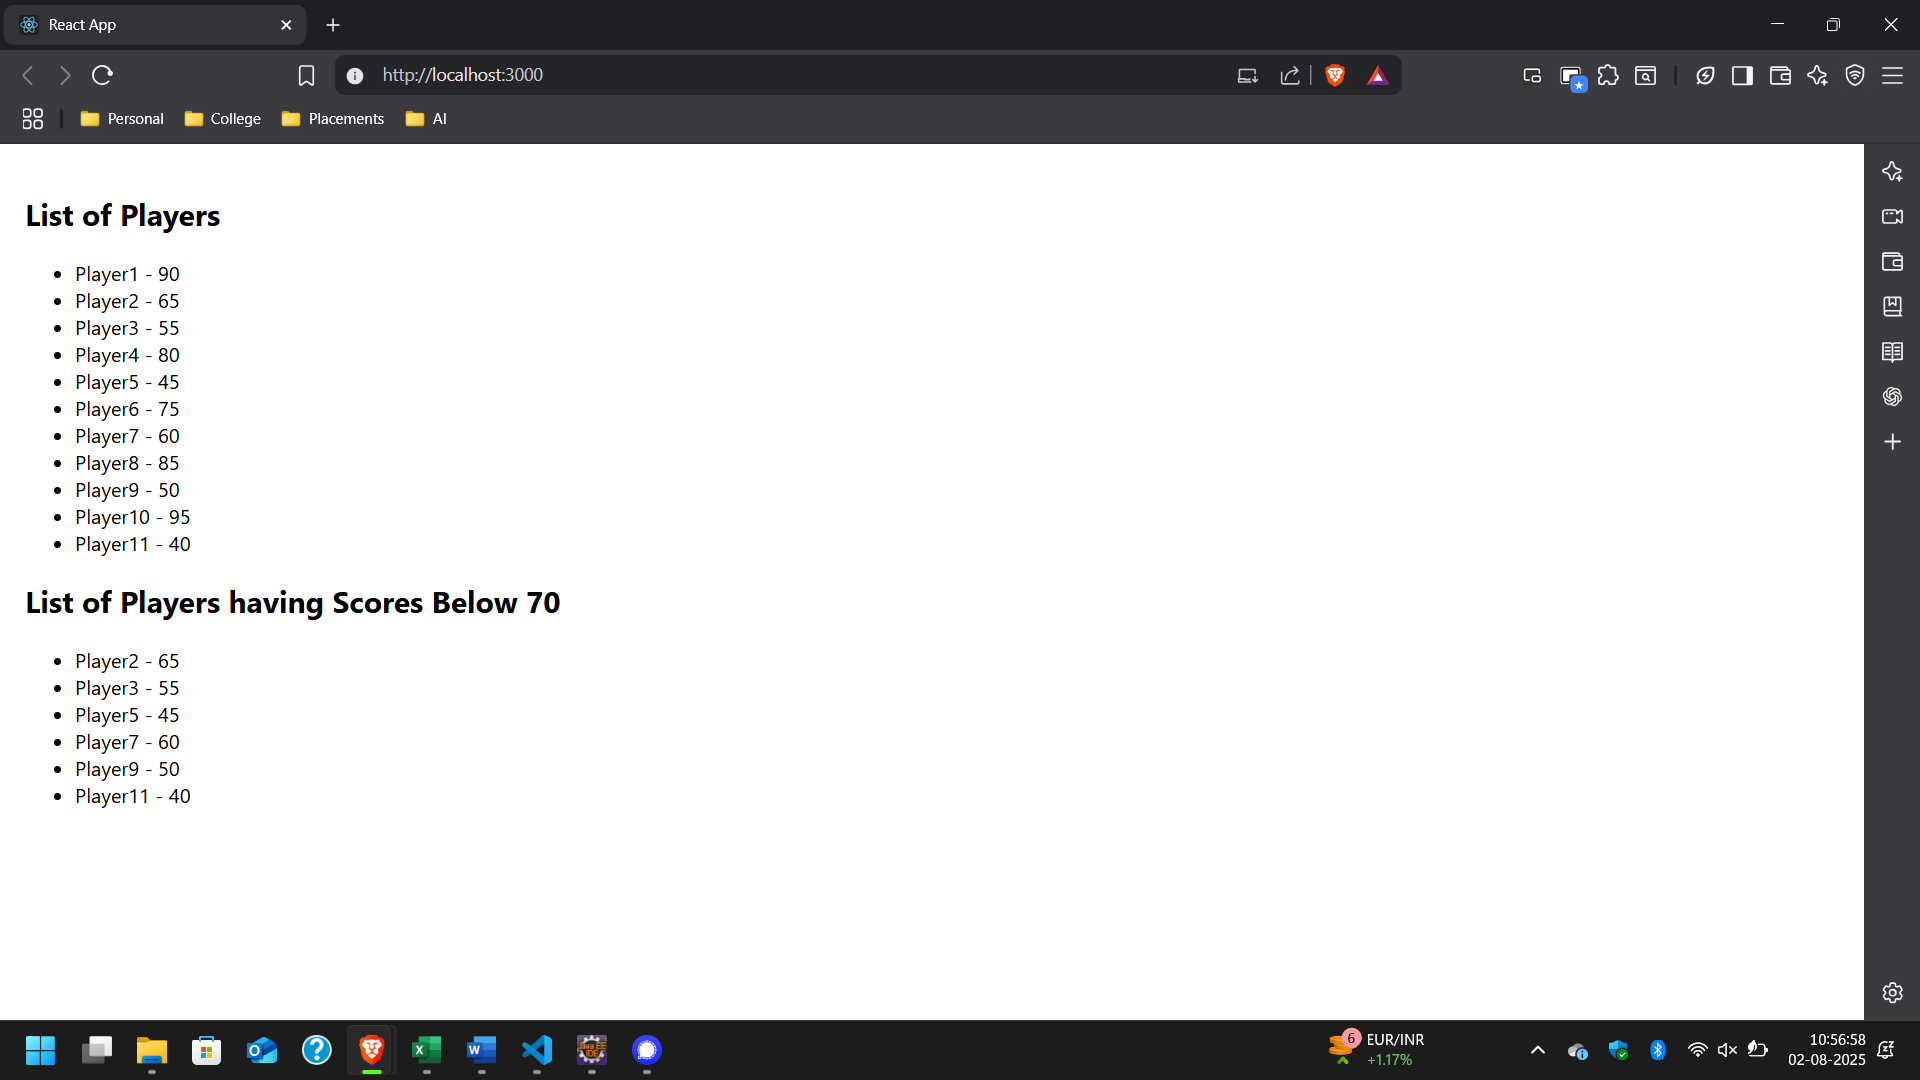 React App
http://localhost:3000
Personal
College
Placements
AI
List of Players
Player1 - 90
Player2 - 65
Player3 - 55
Player4 - 80
Player5 - 45
Player6 - 75
Player7 - 60
Player8 - 85
Player9 - 50
Player10 - 95
Player11 - 40
List of Players having Scores Below 70
Player2 - 65
Player3 - 55
Player5 - 45
Player7 - 60
Player9 - 50
Player11 - 40
6
EUR/INR
+1.17%
Java EE
IDE
10:56:58
02-08-2025